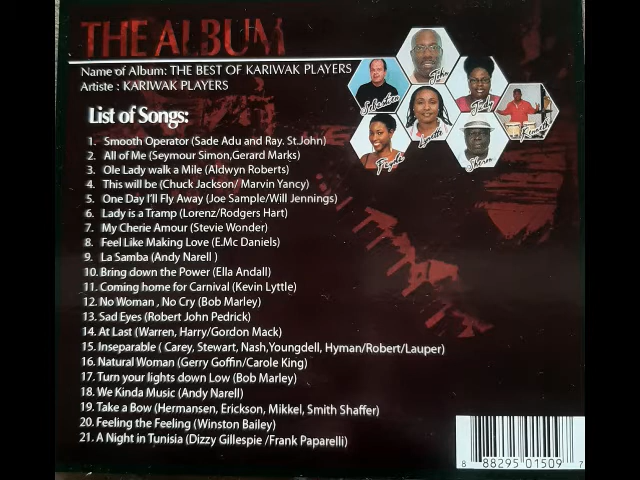 THE ALBUM
Name of Album: THE BEST OF KARIWAK PLAYERS
Artiste : KARIWAK PLAYERS
List of Songs:
1. Smooth Operator (Sade Adu and Ray. St.John)
2. All of Me (Seymour Simon,Gerard Marks)
3. Ole Lady walk a Mile (Aldwyn Roberts)
4. This will be (Chuck Jackson/ Marvin Yancy)
5. One Day I'll Fly Away (Joe Sample/Will Jennings)
6. Lady is a Tramp (Lorenz/Rodgers Hart)
7. My Cherie Amour (Stevie Wonder)
8. Feel Like Making Love (E.Mc Daniels)
9. La Samba (Andy Narell )
10. Bring down the Power (Ella Andall)
11. Coming home for Carnival (Kevin Lyttle)
12. No Woman , No Cry (Bob Marley)
13. Sad Eyes (Robert John Pedrick)
14. At Last (Warren, Harry/Gordon Mack)
15. Inseparable ( Carey, Stewart, Nash,Youngdell, Hyman/Robert/Lauper)
16. Natural Woman (Gerry Goffin/Carole King)
17. Turn your lights down Low (Bob Marley)
18. We Kinda Music (Andy Narell)
19. Take a Bow (Hermansen, Erickson, Mikkel, Smith Shaffer)
20. Feeling the Feeling (Winston Bailey)
21. A Night in Tunisia (Dizzy Gillespie /Frank Paparelli)
John
Sebastien
Judy
Lynette
Sheron
8 88295 01509 7